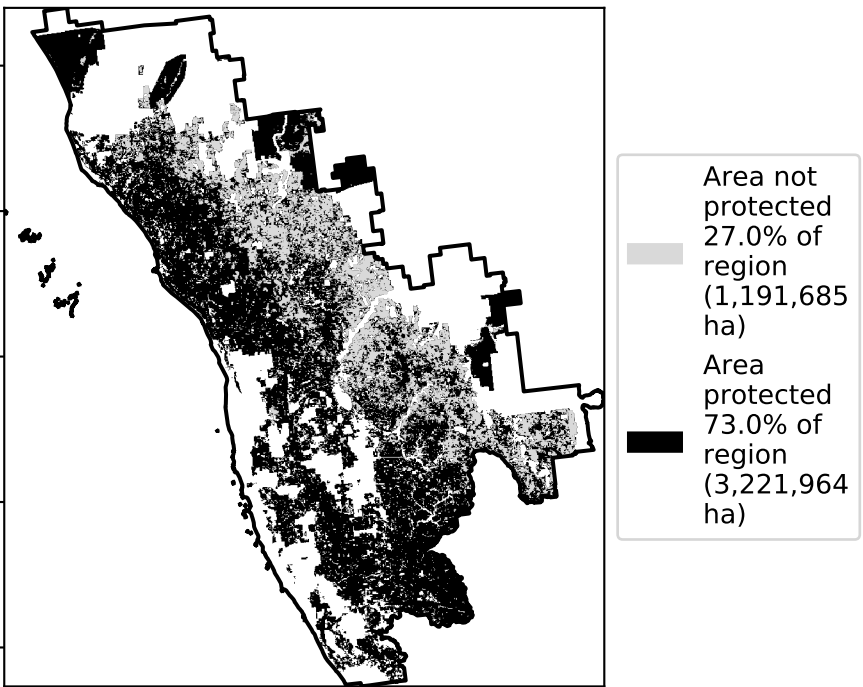 Area not
protected
27.0% of
region
(1,191,685
ha)
Area
protected
73.0% of
region
(3,221,964
ha)